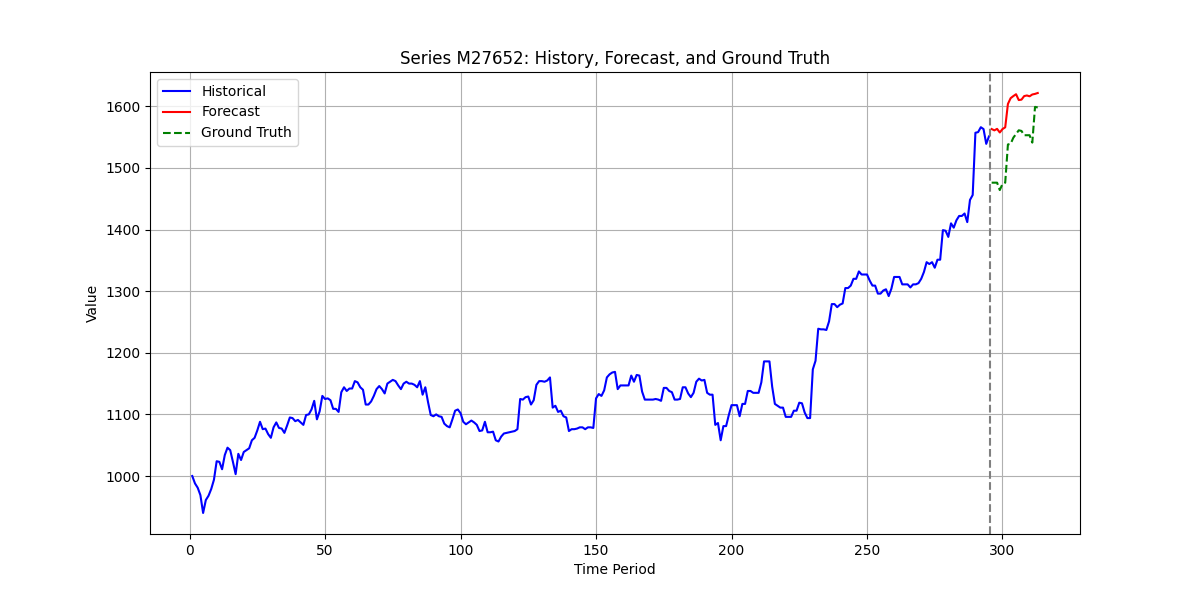 Series M27652: History, Forecast, and Ground Truth
Historical
Forecast
Ground Truth
1600
1500
1400
1300
1200
1100
1000
Value
0 50 100 150 200 250 300
Time Period